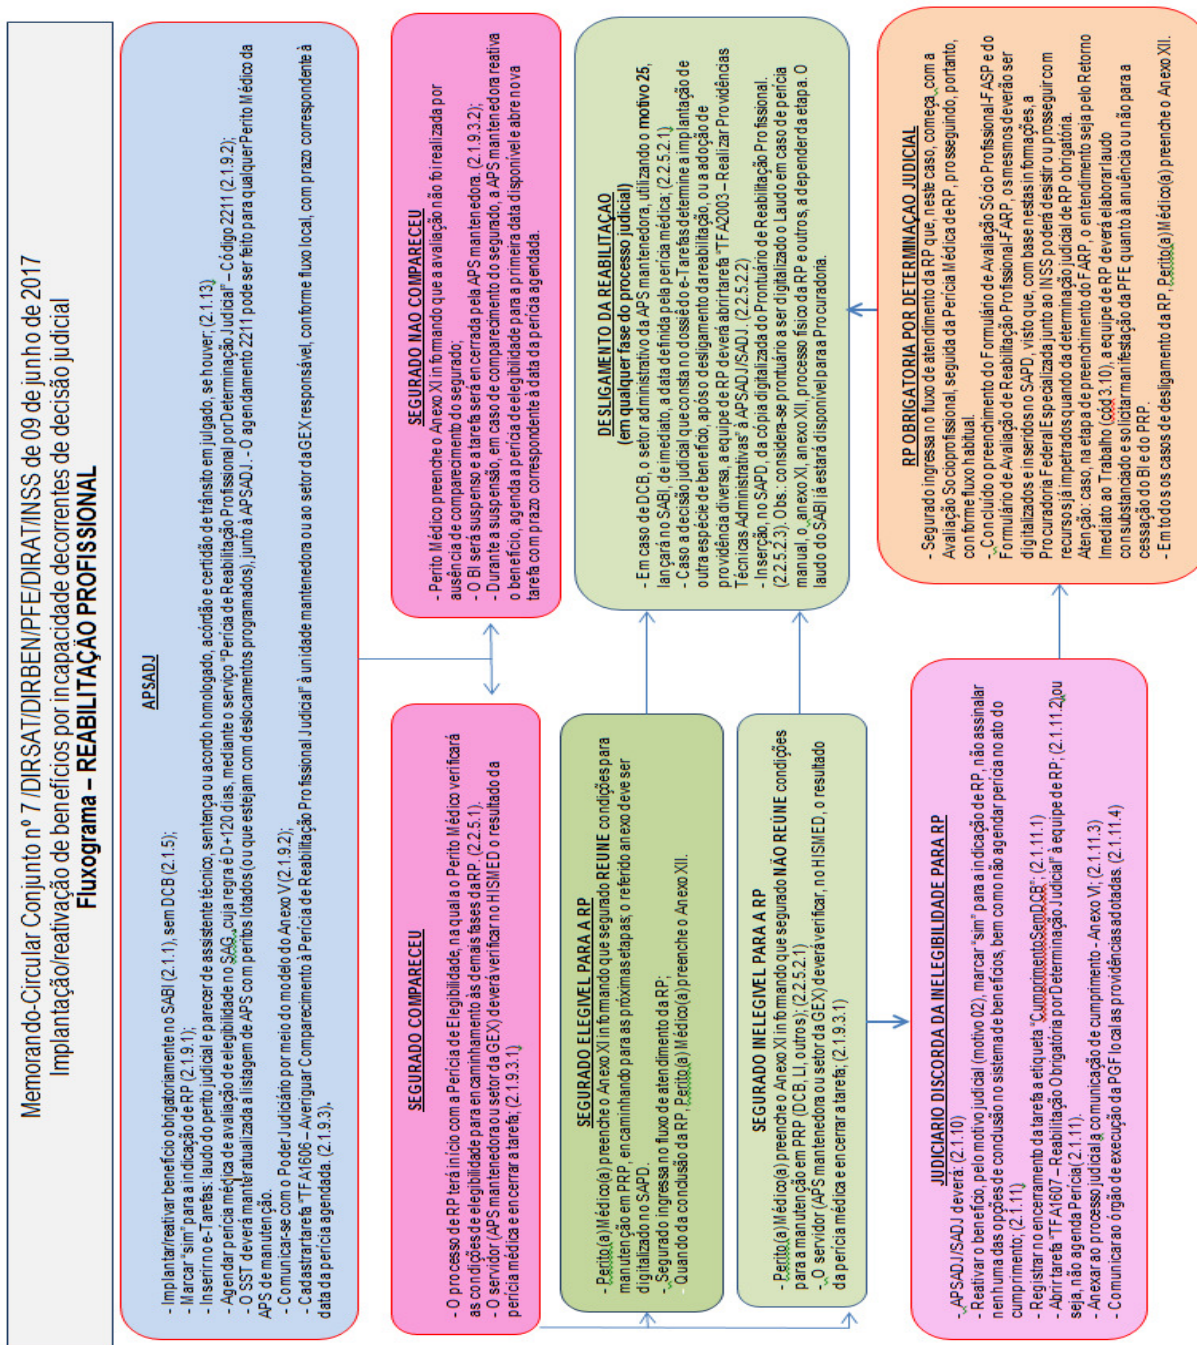 Memorando-Circular Conjunto nº 7 /DIRSAT/DIRBEN/PFE/DIRAT/INSS de 09 de junho de 2017
Implantação/reativação de benefícios por incapacidade decorrentes de decisão judicial
Fluxograma – REABILITAÇÃO PROFISSIONAL
APSADJ
- Implantar/reativar benefício obrigatoriamente no SABI (2.1.1), sem DCB (2.1.5);
- Marcar "sim" para a indicação de RP (2.1.9.1);
- Inserir no e-Tarefas: laudo do perito judicial e parecer de assistente técnico, sentença ou acordo homologado, acórdão e certidão de trânsito em julgado, se houver; (2.1.13)
- Agendar perícia médica de avaliação de elegibilidade no SAG, cuja regra é D+120 dias, mediante o serviço "Perícia de Reabilitação Profissional por Determinação Judicial" – Código 2211 (2.1.9.2);
- O SST deverá manter atualizada a listagem de APS com peritos lotados (ou que estejam com deslocamentos programados), junto à APSADJ. - O agendamento 2211 pode ser feito para qualquer Perito Médico da
APS de manutenção.
- Comunicar-se com o Poder Judiciário por meio do modelo do Anexo V (2.1.9.2);
- Cadastrar tarefa "TFA1606 – Averiguar Comparecimento à Perícia de Reabilitação Profissional Judicial" à unidade mantenedora ou ao setor da GEX responsável, conforme fluxo local, com prazo correspondente à
data da perícia agendada. (2.1.9.3).
SEGURADO COMPARECEU
- O processo de RP terá início com a Perícia de Elegibilidade, na qual a o Perito Médico verificará
as condições de elegibilidade para encaminhamento às demais fases da RP. (2.2.5.1).
- O servidor (APS mantenedora ou setor da GEX) deverá verificar no HISMED o resultado da
perícia médica e encerrar a tarefa; (2.1.9.3.1)
SEGURADO NÃO COMPARECEU
- Perito Médico preenche o Anexo XI informando que a avaliação não foi realizada por
ausência de comparecimento do segurado;
- O BI será suspenso e a tarefa será encerrada pela APS mantenedora. (2.1.9.3.2);
- Durante a suspensão, em caso de comparecimento do segurado, a APS mantenedora reativa
o benefício, agenda a perícia de elegibilidade para a primeira data disponível e abre nova
tarefa com prazo correspondente à data da perícia agendada.
SEGURADO ELEGÍVEL PARA A RP
- Perito(a) Médico(a) preenche o Anexo XI informando que segurado REUNE condições para
manutenção em PRP, encaminhando para as próximas etapas; o referido anexo deve ser
digitalizado no SAPD.
- Segurado ingressa no fluxo de atendimento da RP;
- Quando da conclusão da RP, Perito(a) Médico(a) preenche o Anexo XII.
SEGURADO INELEGIVEL PARA A RP
- Perito(a) Médico(a) preenche o Anexo XI informando que segurado NÃO REÚNE condições
para a manutenção em PRP (DCB, LI, outros); (2.2.5.2.1)
- O servidor (APS mantenedora ou setor da GEX) deverá verificar, no HISMED, o resultado
da perícia médica e encerrar a tarefa; (2.1.9.3.1)
DESLIGAMENTO DA REABILITAÇÃO
(em qualquer fase do processo judicial)
- Em caso de DCB, o setor administrativo da APS mantenedora, utilizando o motivo 25,
lançará no SABI, de imediato, a data definida pela perícia médica; (2.2.5.2.1)
- Caso a decisão judicial que consta no dossiê do e-Tarefas determine a implantação de
outra espécie de benefício, após o desligamento da reabilitação, ou a adoção de
providência diversa, a equipe de RP deverá abrir tarefa "TFA2003 – Realizar Providências
Técnicas Administrativas" à APSADJ/SADJ. (2.2.5.2.2)
- Inserção, no SAPD, da cópia digitalizada do Prontuário de Reabilitação Profissional.
(2.2.5.2.3). Obs.: considera-se prontuário a ser digitalizado o Laudo em caso de perícia
manual, o anexo XI, anexo XII, processo físico da RP e outros, a depender da etapa. O
laudo do SABI já estará disponível para a Procuradoria.
JUDICIÁRIO DISCORDA DA INELEGIBILIDADE PARA RP
- APSADJ/SADJ deverá: (2.1.10)
- Reativar o benefício, pelo motivo judicial (motivo 02), marcar "sim" para a indicação de RP, não assinalar
nenhuma das opções de conclusão no sistema de benefícios, bem como não agendar perícia no ato do
cumprimento; (2.1.11)
- Registrar no encerramento da tarefa a etiqueta "CumprimentoSemDCB"; (2.1.11.1)
- Abrir tarefa "TFA1607 – Reabilitação Obrigatória por Determinação Judicial" à equipe de RP; (2.1.11.2) ou
seja, não agenda Perícia( 2.1.11).
- Anexar ao processo judicial a comunicação de cumprimento - Anexo VI; (2.1.11.3)
- Comunicar ao órgão de execução da PGF local as providências adotadas. (2.1.11.4)
RP OBRIGATORIA POR DETERMINAÇAO JUDICIAL
- Segurado ingressa no fluxo de atendimento da RP que, neste caso, começa, com a
Avaliação Socioprofissional, seguida da Perícia Médica de RP, prosseguindo, portanto,
conforme fluxo habitual.
- Concluído o preenchimento do Formulário de Avaliação Sócio Profissional-FASP e do
Formulário de Avaliação de Reabilitação Profissional-FARP, os mesmos deverão ser
digitalizados e inseridos no SAPD, visto que, com base nestas informações, a
Procuradoria Federal Especializada junto ao INSS poderá desistir ou prosseguir com
recursos já impetrados quando da determinação judicial de RP obrigatória.
Atenção: caso, na etapa de preenchimento do FARP, o entendimento seja pelo Retorno
Imediato ao Trabalho (cód 3.10), a equipe de RP deverá elaborar laudo
consubstanciado e solicitar manifestação da PFE quanto à anuência ou não para a
cessação do BI e do PRP.
- Em todos os casos de desligamento da RP, Perito(a) Médico(a) preenche o Anexo XII.